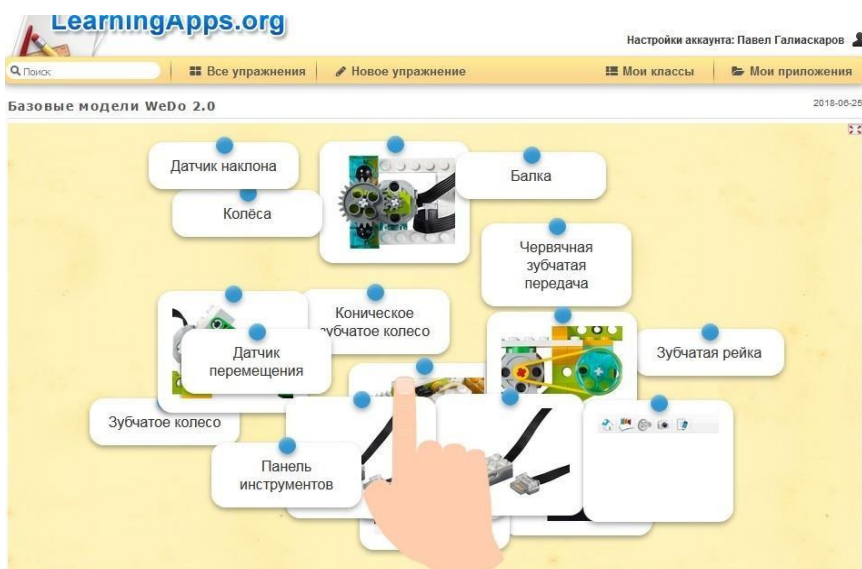 LearningApps.org
Настройки аккаунта: Павел Галиаскаров
Поиск
Все упражнения
Новое упражнение
Мои классы
Мои приложения
Базовые модели WeDo 2.0
2018-06-25
Датчик наклона
Балка
Колёса
Червячная
зубчатая
передача
Коническое
зубчатое колесо
Датчик
перемещения
Зубчатая рейка
Зубчатое колесо
Панель
инструментов